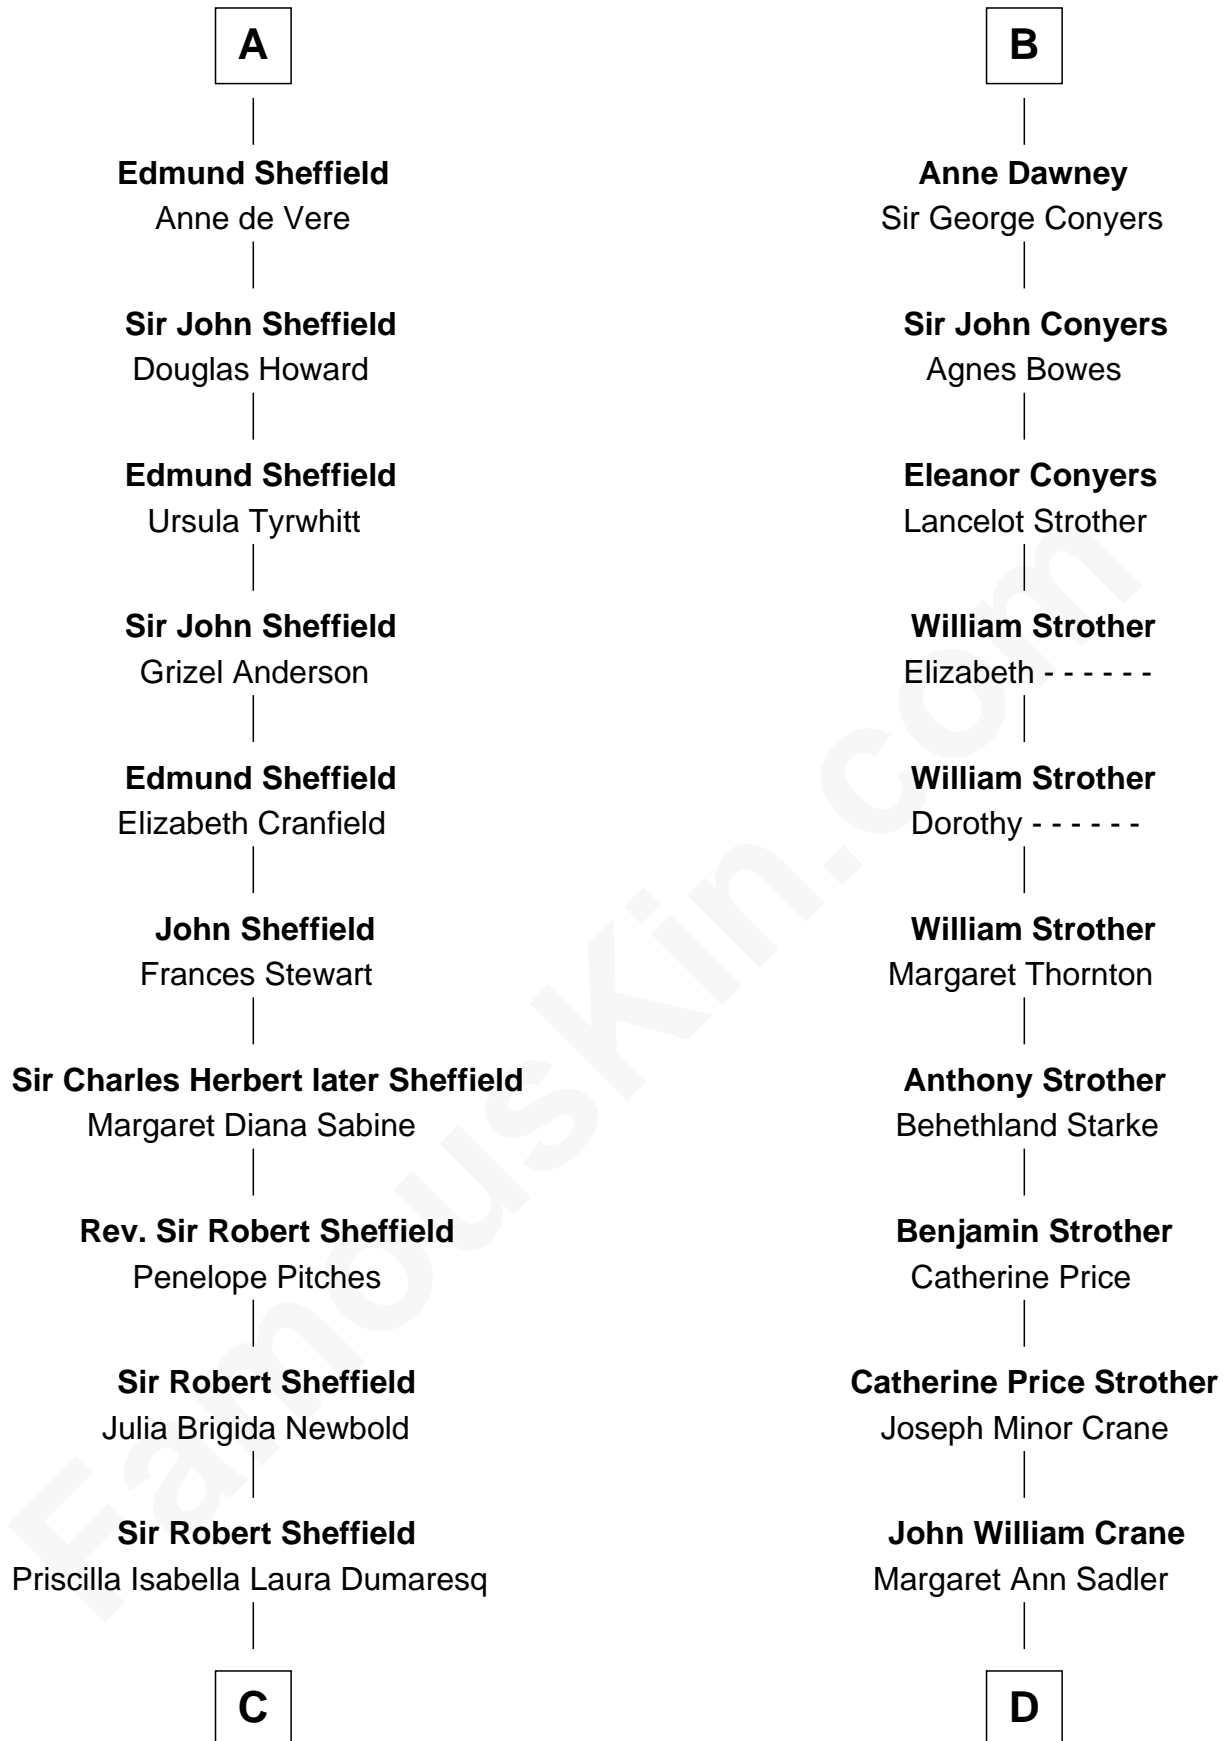 A
Edmund Sheffield
Anne de Vere
Sir John Sheffield
Douglas Howard
Edmund Sheffield
Ursula Tyrwhitt
Sir John Sheffield
Grizel Anderson
Edmund Sheffield
Elizabeth Cranfield
John Sheffield
Frances Stewart
Sir Charles Herbert later Sheffield
Margaret Diana Sabine
Rev. Sir Robert Sheffield
Penelope Pitches
Sir Robert Sheffield
Julia Brigida Newbold
Sir Robert Sheffield
Priscilla Isabella Laura Dumaresq
C
B
Anne Dawney
Sir George Conyers
Sir John Conyers
Agnes Bowes
Eleanor Conyers
Lancelot Strother
William Strother
Elizabeth - - - - - -
William Strother
Dorothy - - - - - -
William Strother
Margaret Thornton
Anthony Strother
Behethland Starke
Benjamin Strother
Catherine Price
Catherine Price Strother
Joseph Minor Crane
John William Crane
Margaret Ann Sadler
D
FamousKin.com